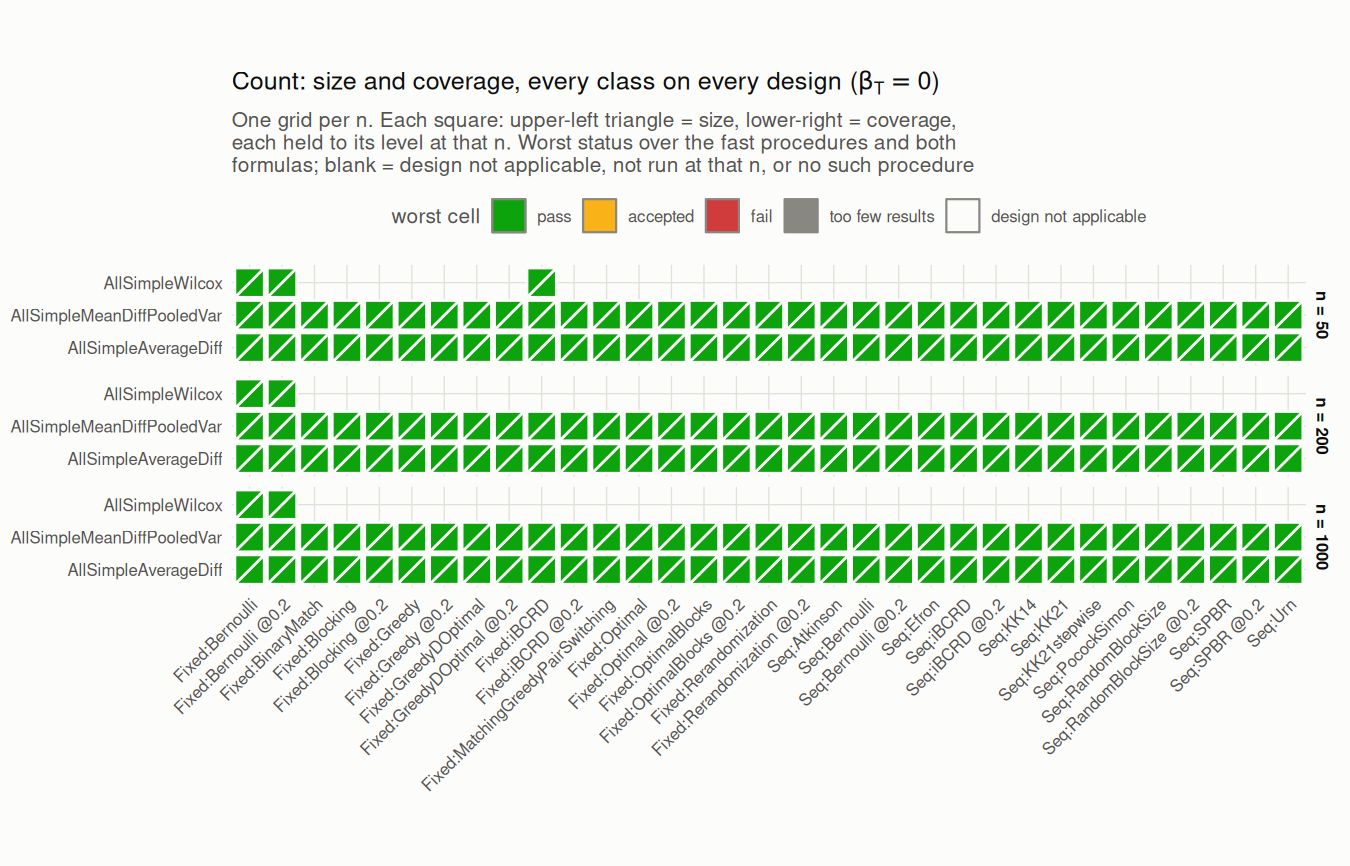 Count: size and coverage, every class on every design (βT = 0)
One grid per n. Each square: upper-left triangle = size, lower-right = coverage,
each held to its level at that n. Worst status over the fast procedures and both
formulas; blank = design not applicable, not run at that n, or no such procedure
worst cell pass accepted fail too few results design not applicable
AllSimpleWilcox
AllSimpleMeanDiffPooledVar
AllSimpleAverageDiff
n = 50
AllSimpleWilcox
AllSimpleMeanDiffPooledVar
AllSimpleAverageDiff
n = 200
AllSimpleWilcox
AllSimpleMeanDiffPooledVar
AllSimpleAverageDiff
n = 1000
Fixed:Bernoulli
Fixed:Bernoulli @0.2
Fixed:BinaryMatch
Fixed:Blocking
Fixed:Blocking @0.2
Fixed:Greedy
Fixed:Greedy @0.2
Fixed:GreedyDOptimal
Fixed:GreedyDOptimal @0.2
Fixed:iBCRD
Fixed:iBCRD @0.2
Fixed:MatchingGreedyPairSwitching
Fixed:Optimal
Fixed:Optimal @0.2
Fixed:OptimalBlocks
Fixed:OptimalBlocks @0.2
Fixed:Rerandomization
Fixed:Rerandomization @0.2
Seq:Atkinson
Seq:Bernoulli
Seq:Bernoulli @0.2
Seq:Efron
Seq:iBCRD
Seq:iBCRD @0.2
Seq:KK14
Seq:KK21
Seq:KK21stepwise
Seq:PocockSimon
Seq:RandomBlockSize
Seq:RandomBlockSize @0.2
Seq:SPBR
Seq:SPBR @0.2
Seq:Urn